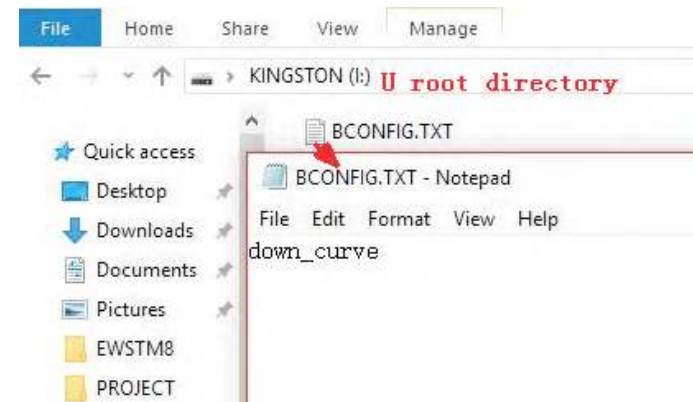 File Home Share View Manage
KINGSTON (I:) U root directory
BCONFIG.TXT
Quick access
BCONFIG.TXT - Notepad
Desktop
File Edit Format View Help
Downloads
down_curve
Documents
Pictures
EWSTM8
PROJECT